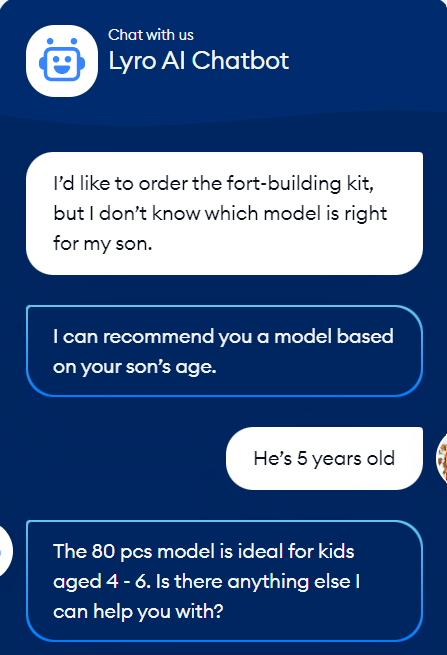 Chat with us
Lyro AI Chatbot
I’d like to order the fort-building kit,
but I don’t know which model is right
for my son.
I can recommend you a model based
on your son’s age.
He’s 5 years old
The 80 pcs model is ideal for kids
aged 4 - 6. Is there anything else I
can help you with?